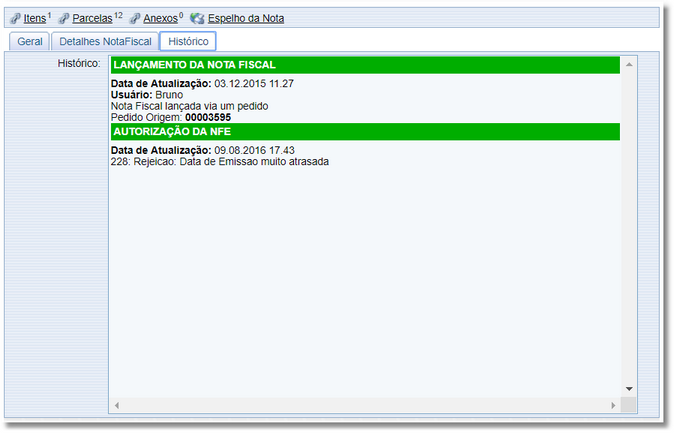 Itens 1 Parcelas 12 Anexos 0 Espelho da Nota
Geral Detalhes NotaFiscal Histórico
Histórico:
LANÇAMENTO DA NOTA FISCAL
Data de Atualização: 03.12.2015 11.27
Usuário: Bruno
Nota Fiscal lançada via um pedido
Pedido Origem: 00003595
AUTORIZAÇÃO DA NFE
Data de Atualização: 09.08.2016 17.43
228: Rejeicao: Data de Emissao muito atrasada